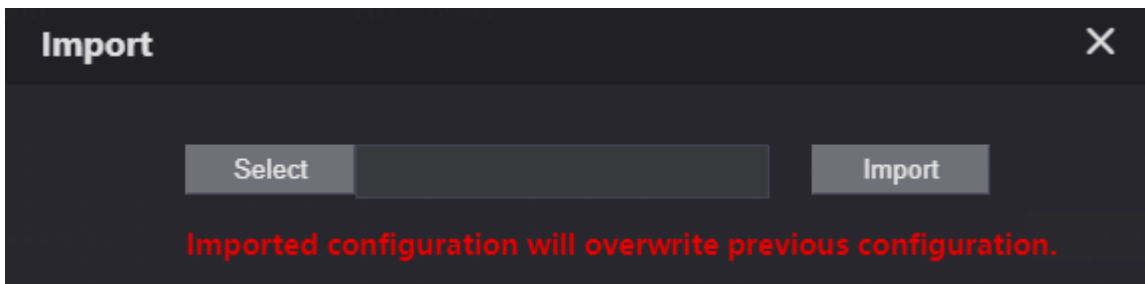 Import
Select Import
Imported configuration will overwrite previous configuration.